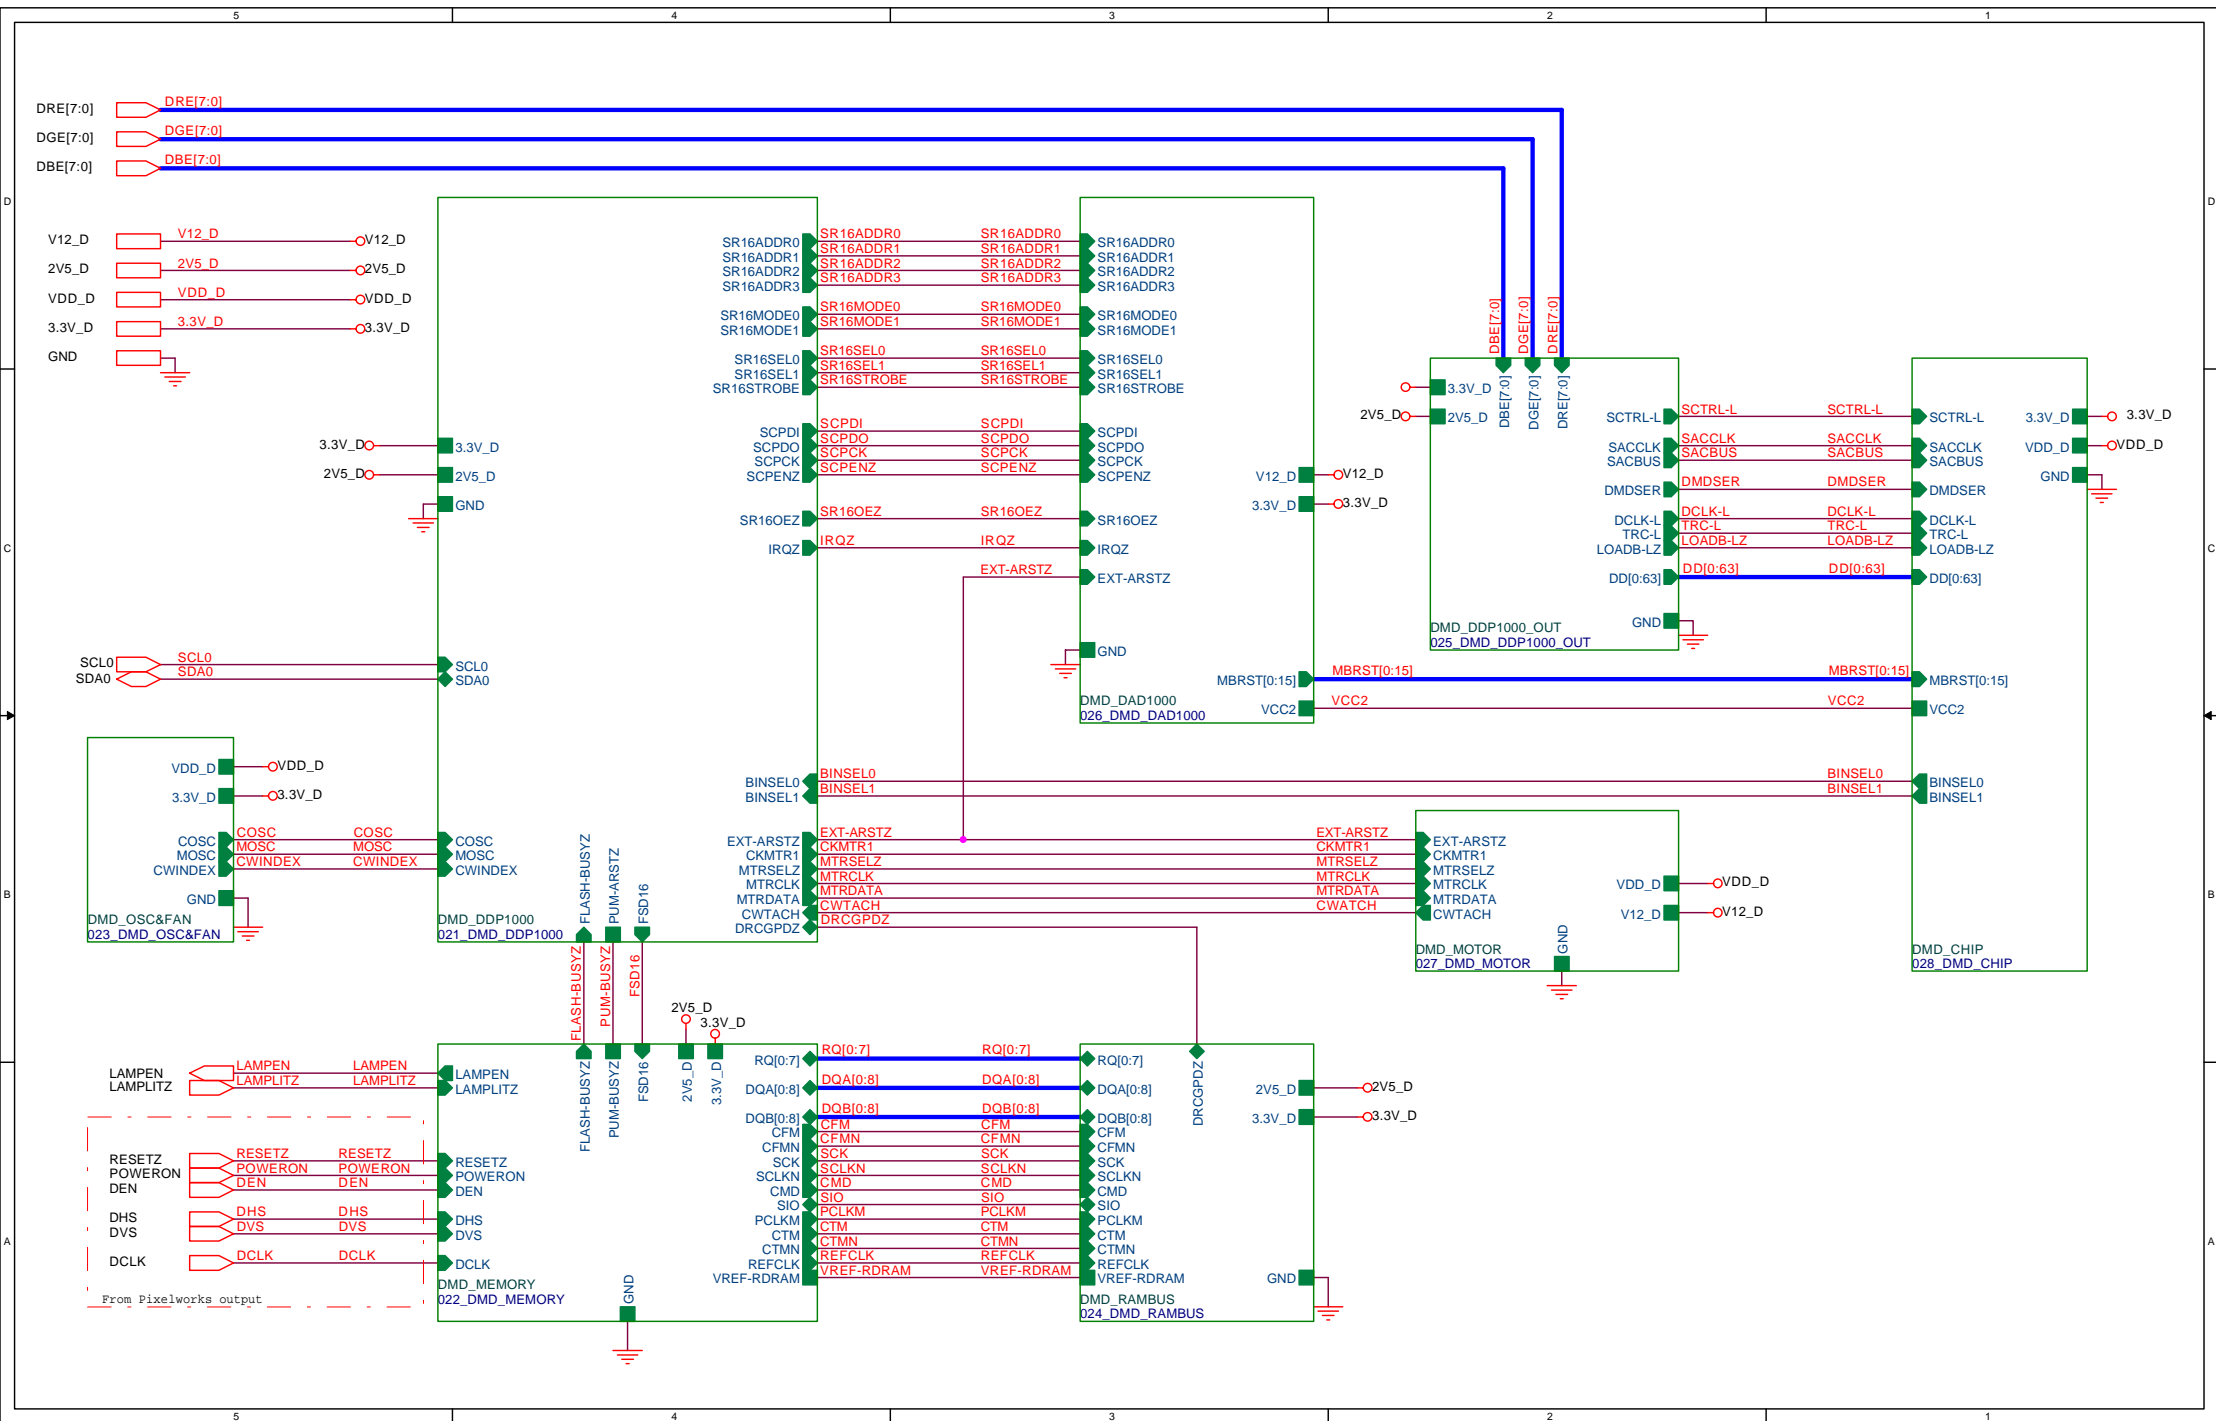 5 4 3 2 1
DRE[7:0] DRE[7:0]
DGE[7:0] DGE[7:0]
DBE[7:0] DBE[7:0]
D D
V12_D V12_D V12_D
2V5_D 2V5_D 2V5_D
VDD_D VDD_D VDD_D
3.3V_D 3.3V_D 3.3V_D
GND
SR16ADDR0 SR16ADDR0 SR16ADDR0 SR16ADDR0
SR16ADDR1 SR16ADDR1 SR16ADDR1 SR16ADDR1
SR16ADDR2 SR16ADDR2 SR16ADDR2 SR16ADDR2
SR16ADDR3 SR16ADDR3 SR16ADDR3 SR16ADDR3
SR16MODE0 SR16MODE0 SR16MODE0 SR16MODE0
SR16MODE1 SR16MODE1 SR16MODE1 SR16MODE1
SR16SEL0 SR16SEL0 SR16SEL0 SR16SEL0
SR16SEL1 SR16SEL1 SR16SEL1 SR16SEL1
SR16STROBE SR16STROBE SR16STROBE SR16STROBE
SCPDI SCPDI SCPDI SCPDI
SCPDO SCPDO SCPDO SCPDO
SCPCK SCPCK SCPCK SCPCK
SCPENZ SCPENZ SCPENZ SCPENZ
SR16OEZ SR16OEZ SR16OEZ SR16OEZ
IRQZ IRQZ IRQZ IRQZ
EXT-ARSTZ EXT-ARSTZ
3.3V_D 3.3V_D
2V5_D 2V5_D
GND
V12_D V12_D
3.3V_D 3.3V_D
GND
MBRST[0:15] MBRST[0:15] MBRST[0:15] MBRST[0:15]
VCC2 VCC2 VCC2 VCC2
DMD_DAD1000
026_DMD_DAD1000
DBE[7:0] DGE[7:0] DRE[7:0]
DBE[7:0] DGE[7:0] DRE[7:0]
3.3V_D
2V5_D 2V5_D
SCTRL-L SCTRL-L SCTRL-L SCTRL-L
SACCLK SACCLK SACCLK SACCLK
SACBUS SACBUS SACBUS SACBUS
DMDSER DMDSER DMDSER DMDSER
DCLK-L DCLK-L DCLK-L DCLK-L
TRC-L TRC-L TRC-L TRC-L
LOADB-LZ LOADB-LZ LOADB-LZ LOADB-LZ
DD[0:63] DD[0:63] DD[0:63] DD[0:63]
GND
DMD_DDP1000_OUT
025_DMD_DDP1000_OUT
3.3V_D 3.3V_D
VDD_D VDD_D
GND
C C
SCL0 SCL0 SCL0
SDA0 SDA0 SDA0
VDD_D VDD_D
3.3V_D 3.3V_D
COSC COSC COSC COSC
MOSC MOSC MOSC MOSC
CWINDEX CWINDEX CWINDEX CWINDEX
GND
DMD_OSC&FAN
023_DMD_OSC&FAN
BINSEL0 BINSEL0 BINSEL0 BINSEL0
BINSEL1 BINSEL1 BINSEL1 BINSEL1
EXT-ARSTZ EXT-ARSTZ EXT-ARSTZ EXT-ARSTZ
CKMTR1 CKMTR1 CKMTR1 CKMTR1
MTRSELZ MTRSELZ MTRSELZ MTRSELZ
MTRCLK MTRCLK MTRCLK MTRCLK
MTRDATA MTRDATA MTRDATA MTRDATA
CWTACH CWTACH CWATCH CWTACH
DRCGPDZ DRCGPDZ
FLASH-BUSYZ PUM-ARSTZ FSD16
DMD_DDP1000
021_DMD_DDP1000
VDD_D VDD_D
V12_D V12_D
GND
DMD_MOTOR
027_DMD_MOTOR
DMD_CHIP
028_DMD_CHIP
B B
FLASH-BUSYZ PUM-BUSYZ FSD16
2V5_D 3.3V_D
FLASH-BUSYZ PUM-BUSYZ FSD16 2V5_D 3.3V_D
LAMPEN LAMPEN LAMPEN LAMPEN
LAMPLITZ LAMPLITZ LAMPLITZ LAMPLITZ
RESETZ RESETZ RESETZ RESETZ
POWERON POWERON POWERON POWERON
DEN DEN DEN DEN
DHS DHS DHS DHS
DVS DVS DVS DVS
DCLK DCLK DCLK DCLK
From Pixelworks output
RQ[0:7] RQ[0:7] RQ[0:7] RQ[0:7]
DQA[0:8] DQA[0:8] DQA[0:8] DQA[0:8]
DQB[0:8] DQB[0:8] DQB[0:8] DQB[0:8]
CFM CFM CFM CFM
CFMN CFMN CFMN CFMN
SCK SCK SCK SCK
SCLKN SCLKN SCLKN SCLKN
CMD CMD CMD CMD
SIO SIO SIO SIO
PCLKM PCLKM PCLKM PCLKM
CTM CTM CTM CTM
CTMN CTMN CTMN CTMN
REFCLK REFCLK REFCLK REFCLK
VREF-RDRAM VREF-RDRAM VREF-RDRAM VREF-RDRAM
GND
DMD_MEMORY
022_DMD_MEMORY
DRCGPDZ
2V5_D 2V5_D
3.3V_D 3.3V_D
GND
DMD_RAMBUS
024_DMD_RAMBUS
A A
5 4 3 2 1